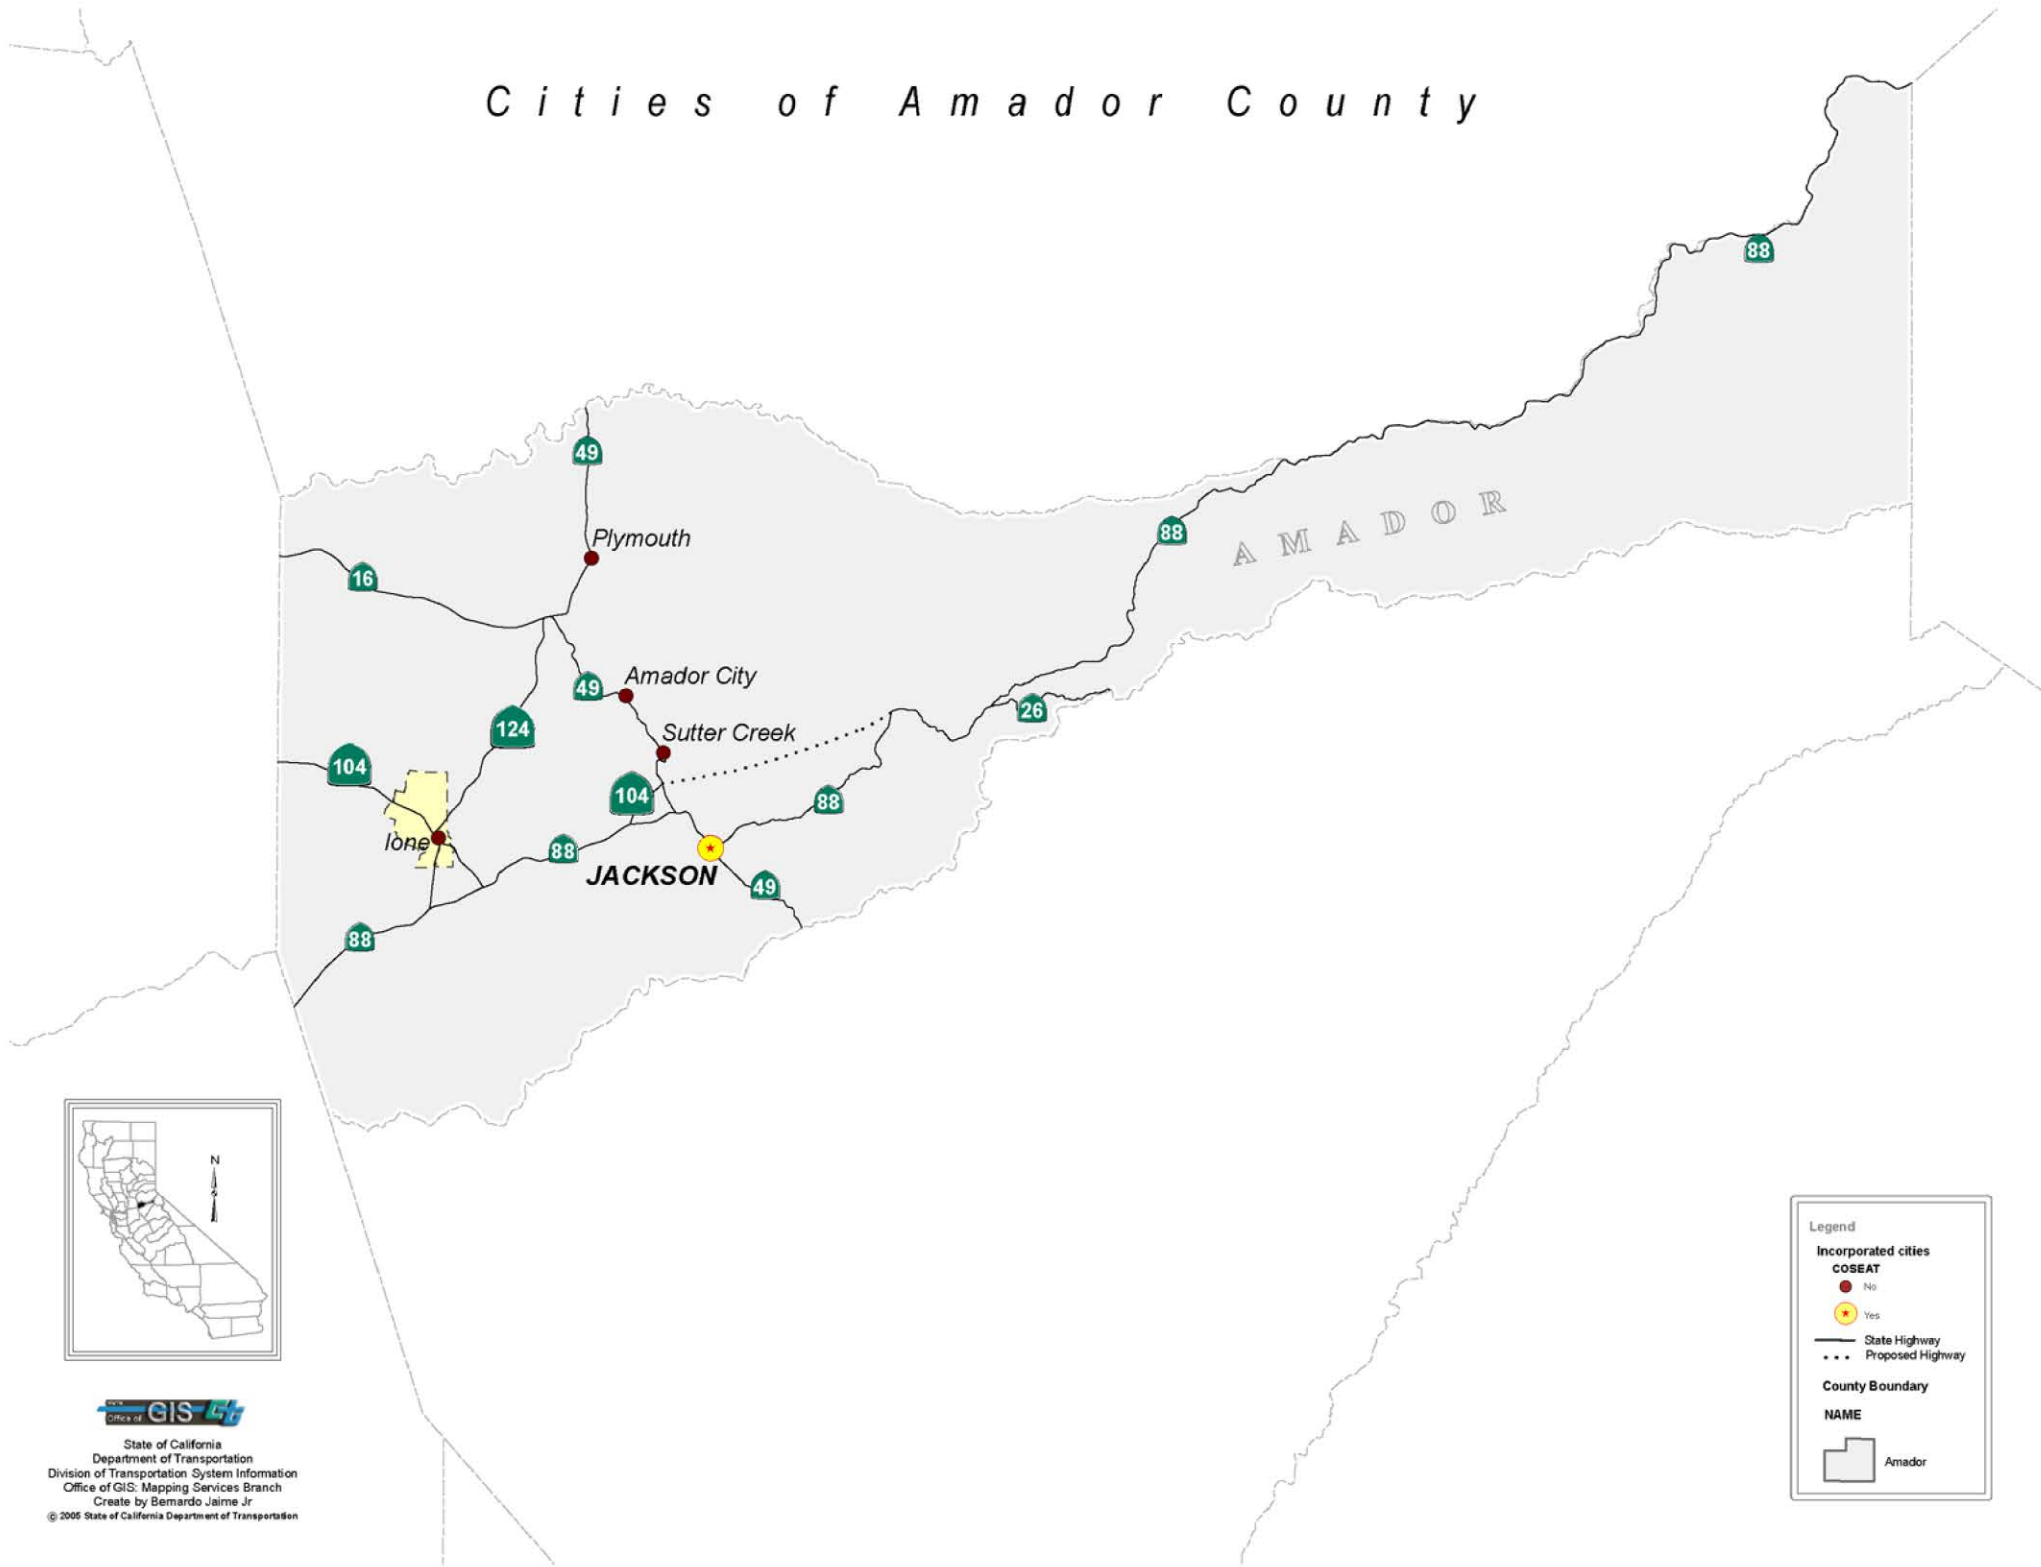 Cities of Amador County
88
49
Plymouth
88
AMADOR
16
Amador City
49
26
124
Sutter Creek
104
104
88
Ione
88
JACKSON
49
88
N
Legend
Incorporated cities
COSEAT
No
Yes
State Highway
Proposed Highway
County Boundary
NAME
Amador
Office of GIS
State of California
Department of Transportation
Division of Transportation System Information
Office of GIS: Mapping Services Branch
Create by Bernardo Jaime Jr
© 2005 State of California Department of Transportation